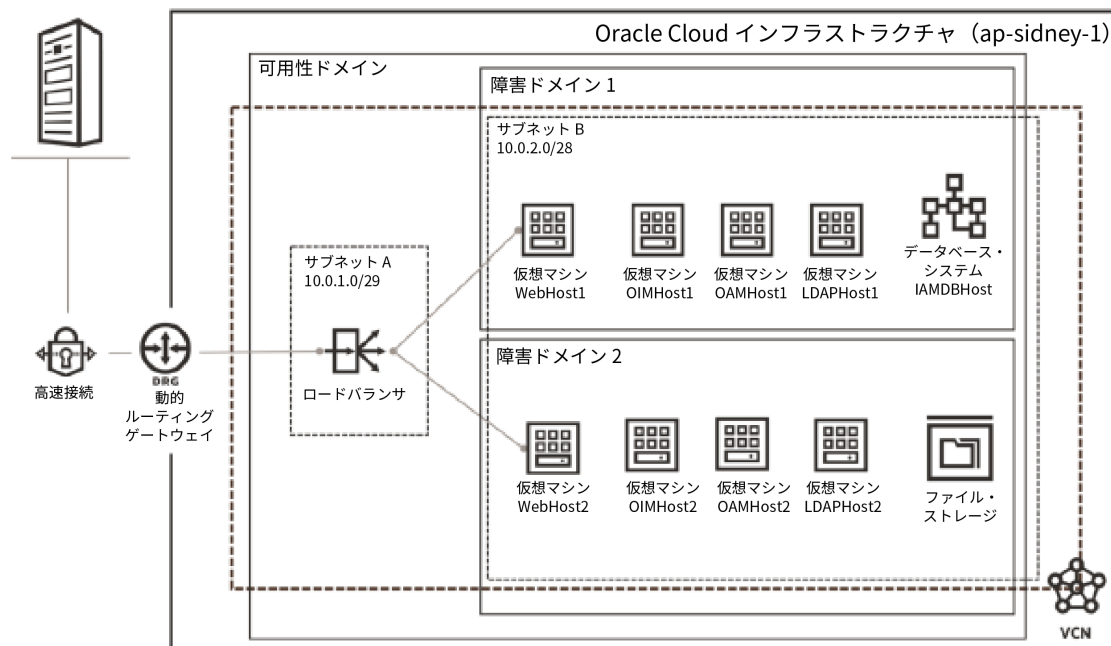 Oracle Cloud インフラストラクチャ（ap-sidney-1）
可用性ドメイン
障害ドメイン 1
サブネット B
10.0.2.0/28
仮想マシン
WebHost1
仮想マシン
OIMHost1
仮想マシン
OAMHost1
仮想マシン
LDAPHost1
データベース・
システム
IAMDBHost
サブネット A
10.0.1.0/29
ロードバランサ
高速接続
DRG
動的
ルーティング
ゲートウェイ
障害ドメイン 2
仮想マシン
WebHost2
仮想マシン
OIMHost2
仮想マシン
OAMHost2
仮想マシン
LDAPHost2
ファイル・
ストレージ
VCN